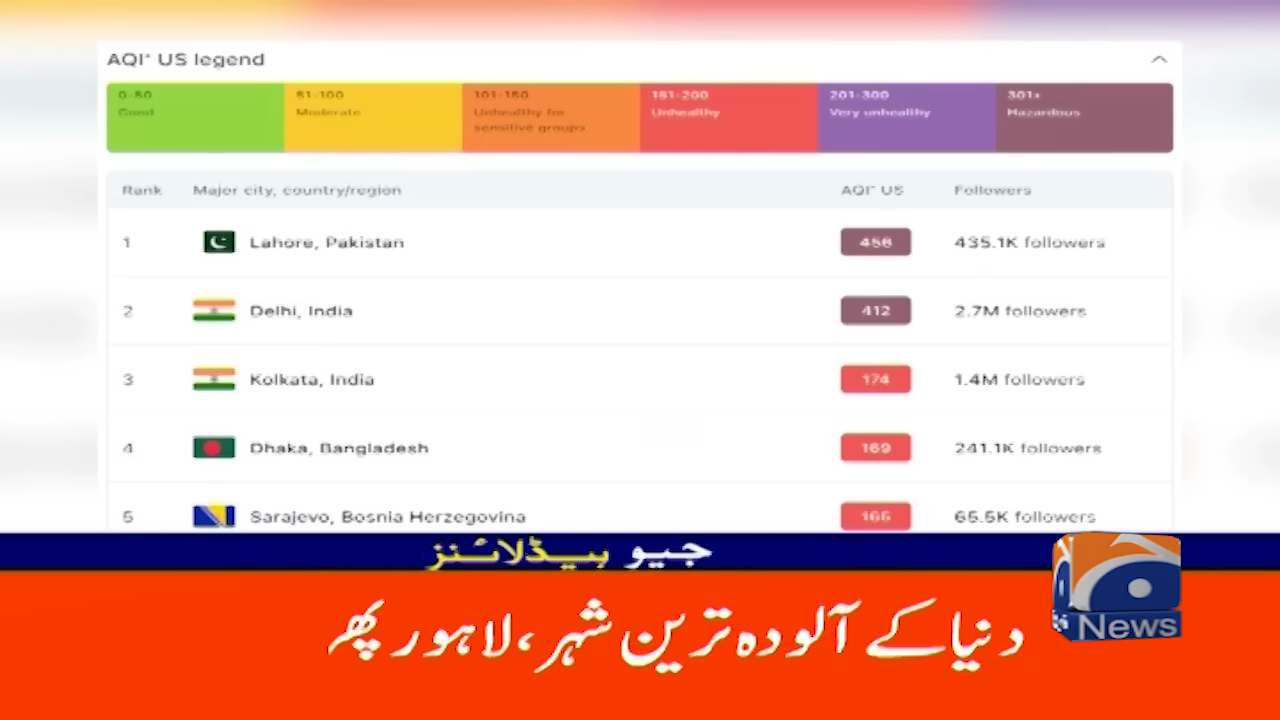 AQI* US legend
0-50 51-100 101-150 151-200 201-300 301+
Good Moderate Unhealthy for sensitive groups Unhealthy Very unhealthy Hazardous
Rank Major city, country/region AQI* US Followers
1 Lahore, Pakistan 456 435.1K followers
2 Delhi, India 412 2.7M followers
3 Kolkata, India 174 1.4M followers
4 Dhaka, Bangladesh 169 241.1K followers
5 Sarajevo, Bosnia Herzegovina 165 65.5K followers
جیو ہیڈلائنز
دنیا کے آلودہ ترین شہر، لاہور پھر
News